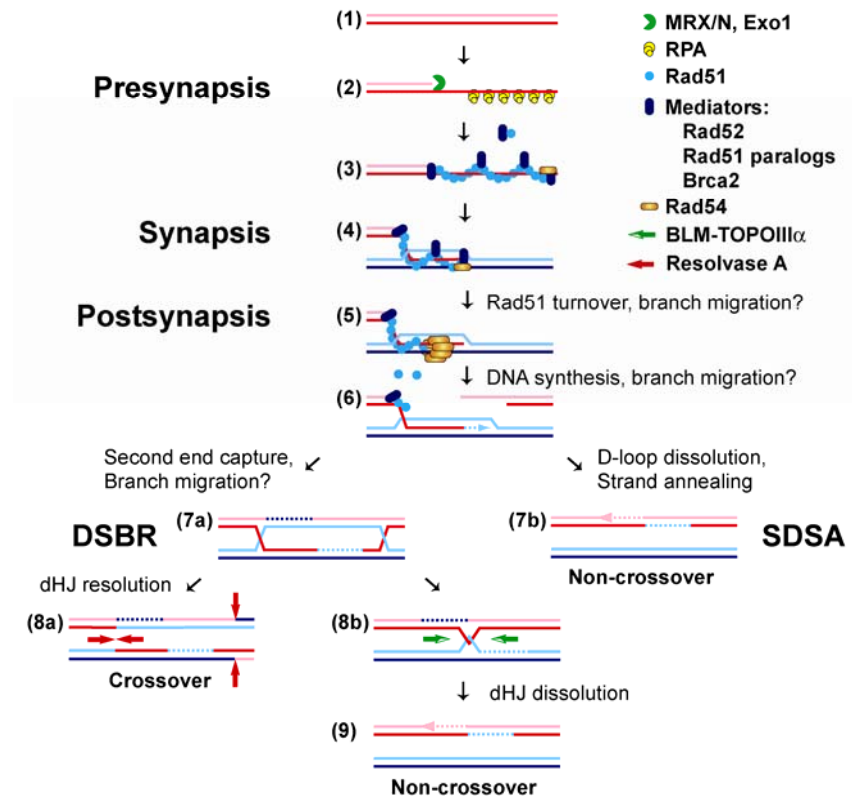 (1)
MRX/N, Exo1
RPA
Rad51
Mediators:
Rad52
Rad51 paralogs
Brca2
Rad54
BLM-TOPOIIIα
Resolvase A
Presynapsis
(2)
(3)
Synapsis
(4)
Rad51 turnover, branch migration?
Postsynapsis
(5)
DNA synthesis, branch migration?
(6)
Second end capture,
Branch migration?
D-loop dissolution,
Strand annealing
(7a)
(7b)
DSBR
SDSA
Non-crossover
dHJ resolution
(8a)
(8b)
Crossover
dHJ dissolution
(9)
Non-crossover